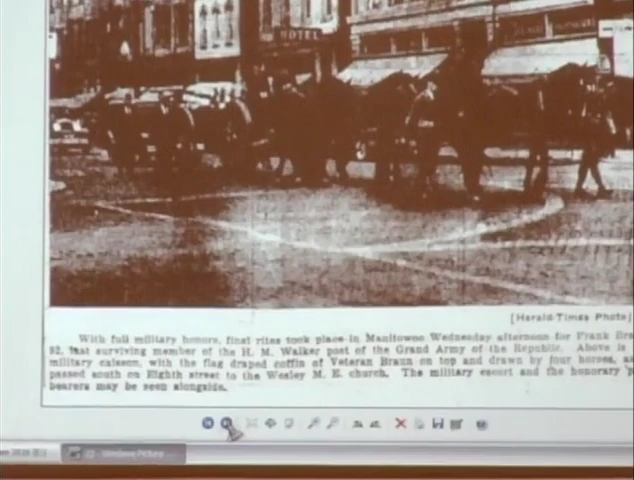 HOTEL
[Herald-Times Photo]
With full military honors, final rites took place in Manitowoc Wednesday afternoon for Frank Bra
92, last surviving member of the H. M. Walker post of the Grand Army of the Republic. Above is
military caisson, with the flag draped coffin of Veteran Braun on top and drawn by four horses, as
passed south on Eighth street to the Wesley M. E. church. The military escort and the honorary p
bearers may be seen alongside.
Windows Picture